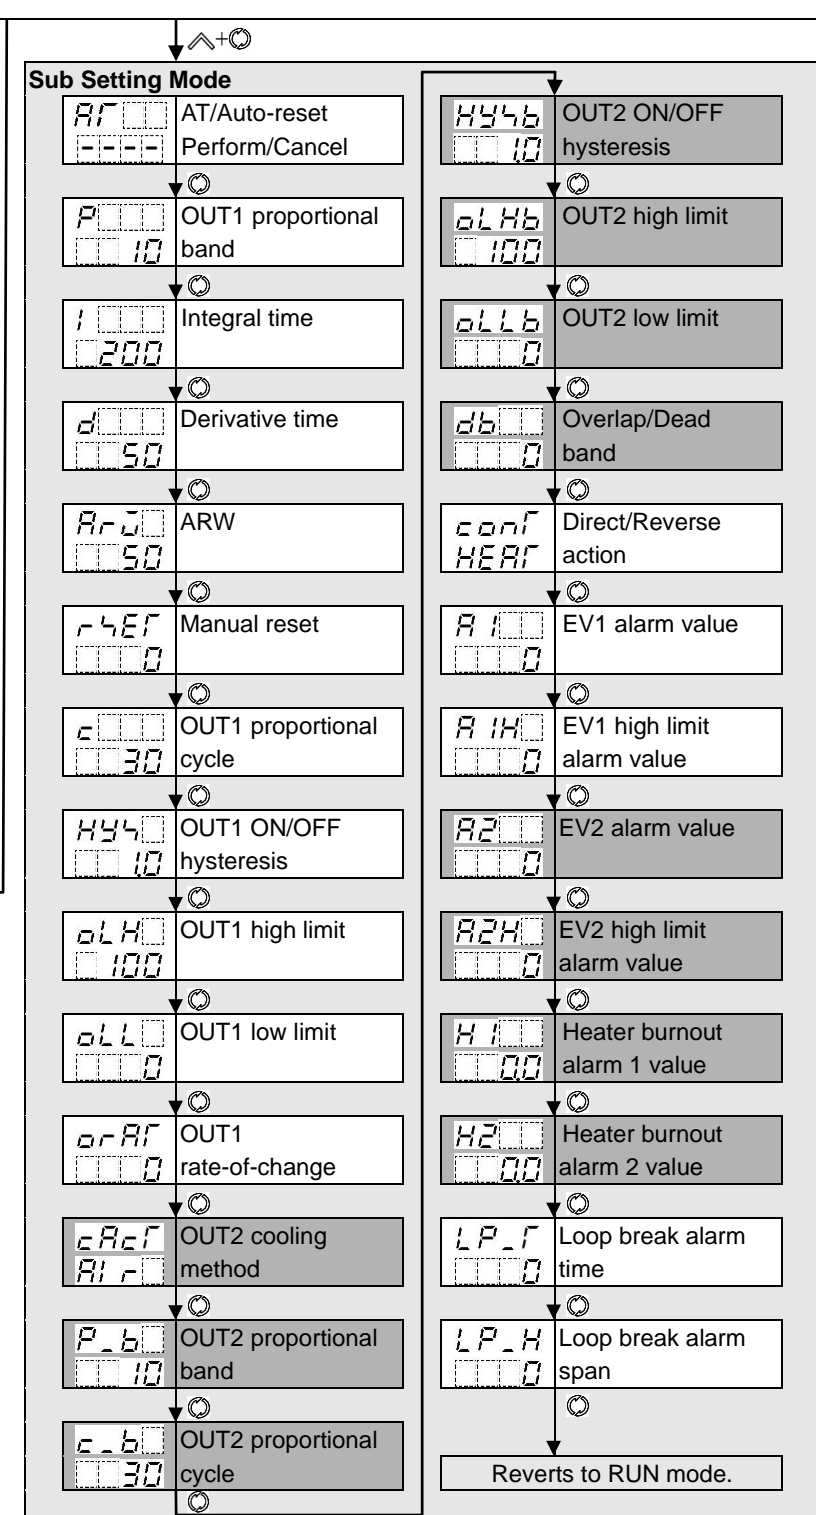 +
Sub Setting Mode
AT
----
AT/Auto-reset
Perform/Cancel
P
10
OUT1 proportional
band
I
200
Integral time
d
50
Derivative time
ArW
50
ARW
rSET
0
Manual reset
c
30
OUT1 proportional
cycle
HYS
1.0
OUT1 ON/OFF
hysteresis
oLH
100
OUT1 high limit
oLL
0
OUT1 low limit
orAT
0
OUT1
rate-of-change
cAcT
AIr
OUT2 cooling
method
P_b
10
OUT2 proportional
band
c_b
30
OUT2 proportional
cycle
HYSb
1.0
OUT2 ON/OFF
hysteresis
oLHb
100
OUT2 high limit
oLLb
0
OUT2 low limit
db
0
Overlap/Dead
band
conT
HEAT
Direct/Reverse
action
A1
0
EV1 alarm value
A1H
0
EV1 high limit
alarm value
A2
0
EV2 alarm value
A2H
0
EV2 high limit
alarm value
H1
0.0
Heater burnout
alarm 1 value
H2
0.0
Heater burnout
alarm 2 value
LP_T
0
Loop break alarm
time
LP_H
0
Loop break alarm
span
Reverts to RUN mode.